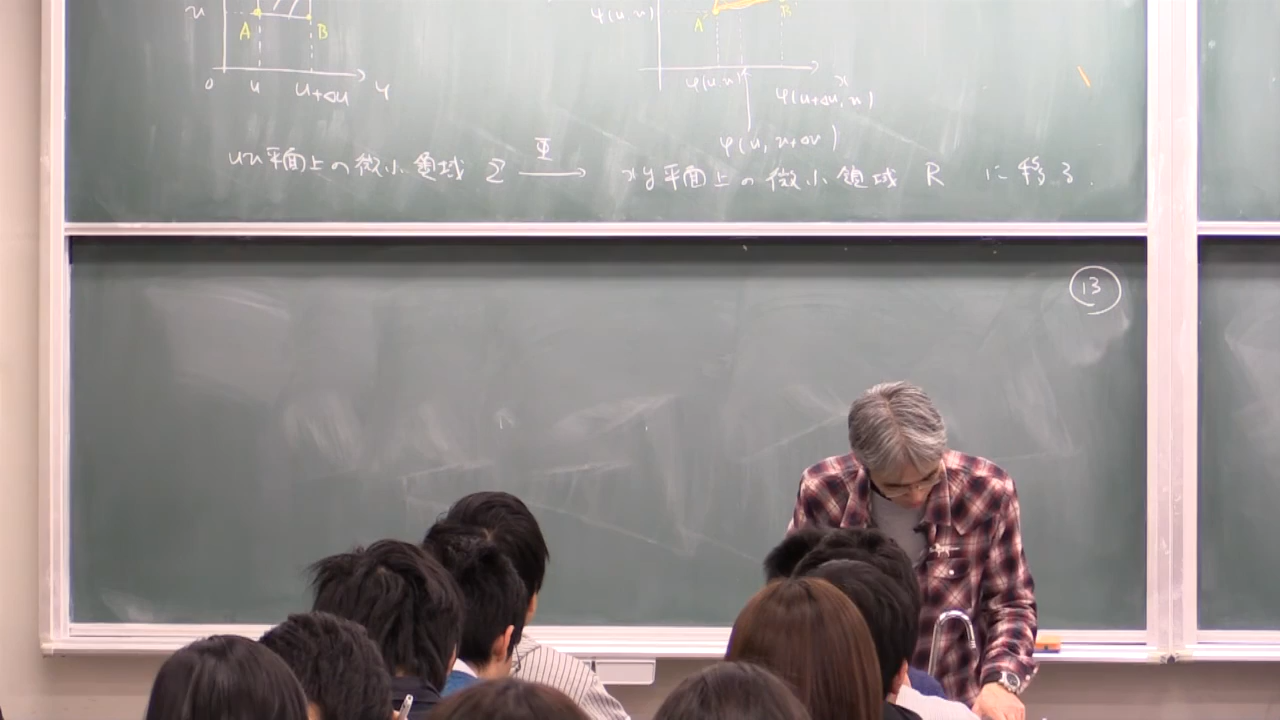 v
A
B
0
u
u+Δu
φ(u,v)
ψ(u,v)
A'
B'
x
φ(u+Δu,v)
φ(u,v+Δv)
uv平面上の微小領域 Σ Φ→ xy平面上の微小領域 R に移る.
13